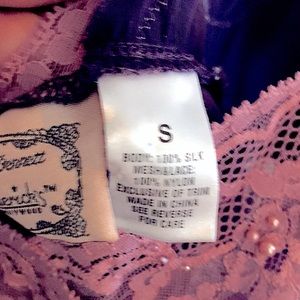 S
BODY: 100% SILK
MESH&LACE:
100% NYLON
EXCLUSIVE OF TRIM
MADE IN CHINA
SEE REVERSE
FOR CARE